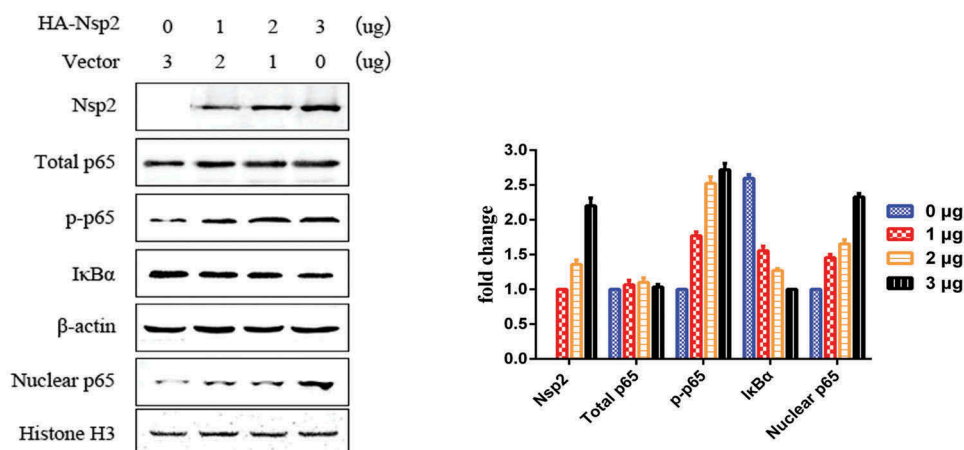 HA-Nsp2 0 1 2 3 (ug)
Vector 3 2 1 0 (ug)
Nsp2
Total p65
p-p65
IκBα
β-actin
Nuclear p65
Histone H3
fold change
3.0
2.5
2.0
1.5
1.0
0.5
0.0
Nsp2
Total p65
p-p65
IκBα
Nuclear p65
0 μg
1 μg
2 μg
3 μg